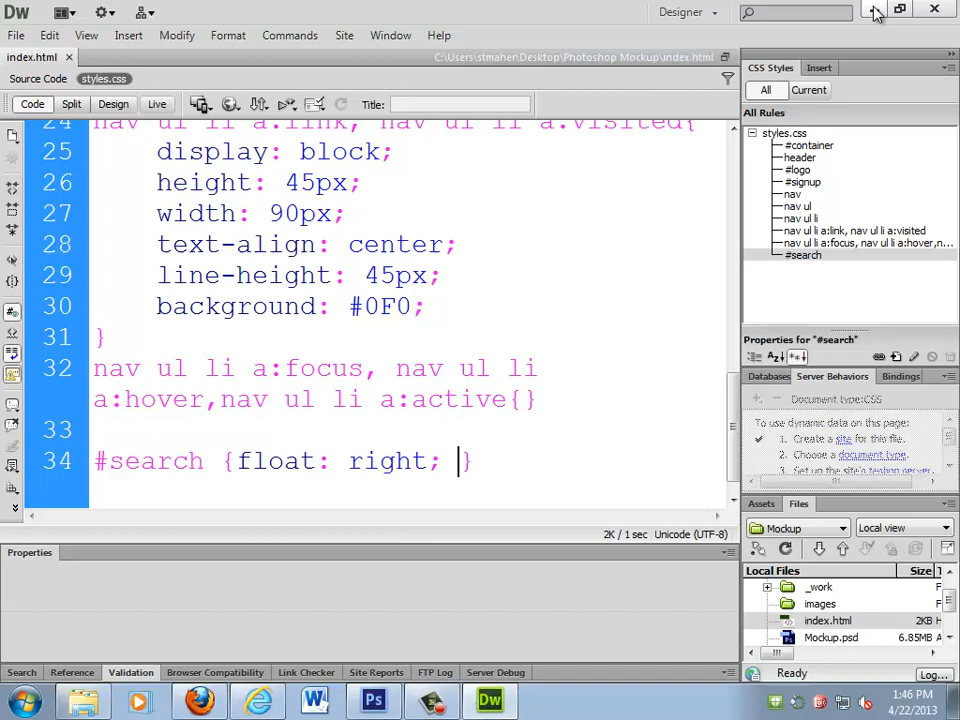 Dw
Designer
File Edit View Insert Modify Format Commands Site Window Help
index.html
C:\Users\stmaher\Desktop\Photoshop Mockup\index.html
Source Code styles.css
Code Split Design Live Title:
24 nav ul li a:link, nav ul li a:visited{
25 display: block;
26 height: 45px;
27 width: 90px;
28 text-align: center;
29 line-height: 45px;
30 background: #0F0;
31 }
32 nav ul li a:focus, nav ul li
a:hover,nav ul li a:active{}
33
34 #search {float: right; }
2K / 1 sec Unicode (UTF-8)
Properties
Search Reference Validation Browser Compatibility Link Checker Site Reports FTP Log Server Debug
CSS Styles Insert
All Current
All Rules
styles.css
#container
header
#logo
#signup
nav
nav ul
nav ul li
nav ul li a:link, nav ul li a:visited
nav ul li a:focus, nav ul li a:hover,n...
#search
Properties for "#search"
Databases Server Behaviors Bindings
Document type:CSS
To use dynamic data on this page:
1. Create a site for this file.
2. Choose a document type.
3. Set up the site's testing server.
Assets Files
Mockup Local view
Local Files Size
_work F
images F
index.html 2KB H
Mockup.psd 6.85MB A
Ready Log...
W Ps Dw
1:46 PM
4/22/2013